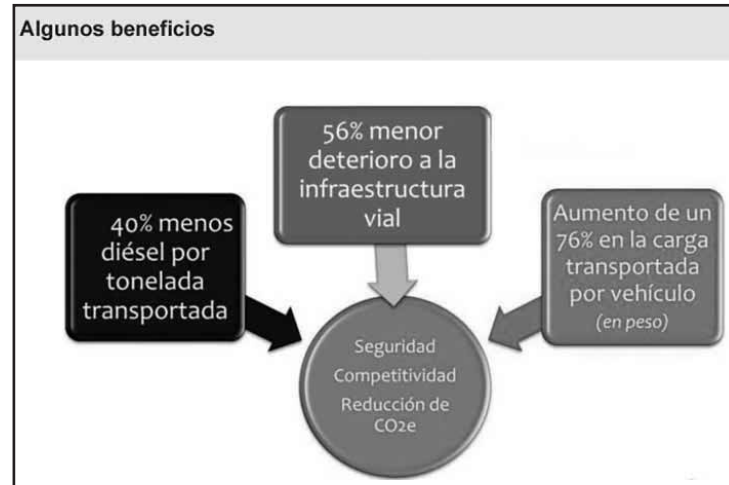 Algunos beneficios
56% menor
deterioro a la
infraestructura
vial
40% menos
diésel por
tonelada
transportada
Aumento de un
76% en la carga
transportada
por vehículo
(en peso)
Seguridad
Competitividad
Reducción de
CO2e